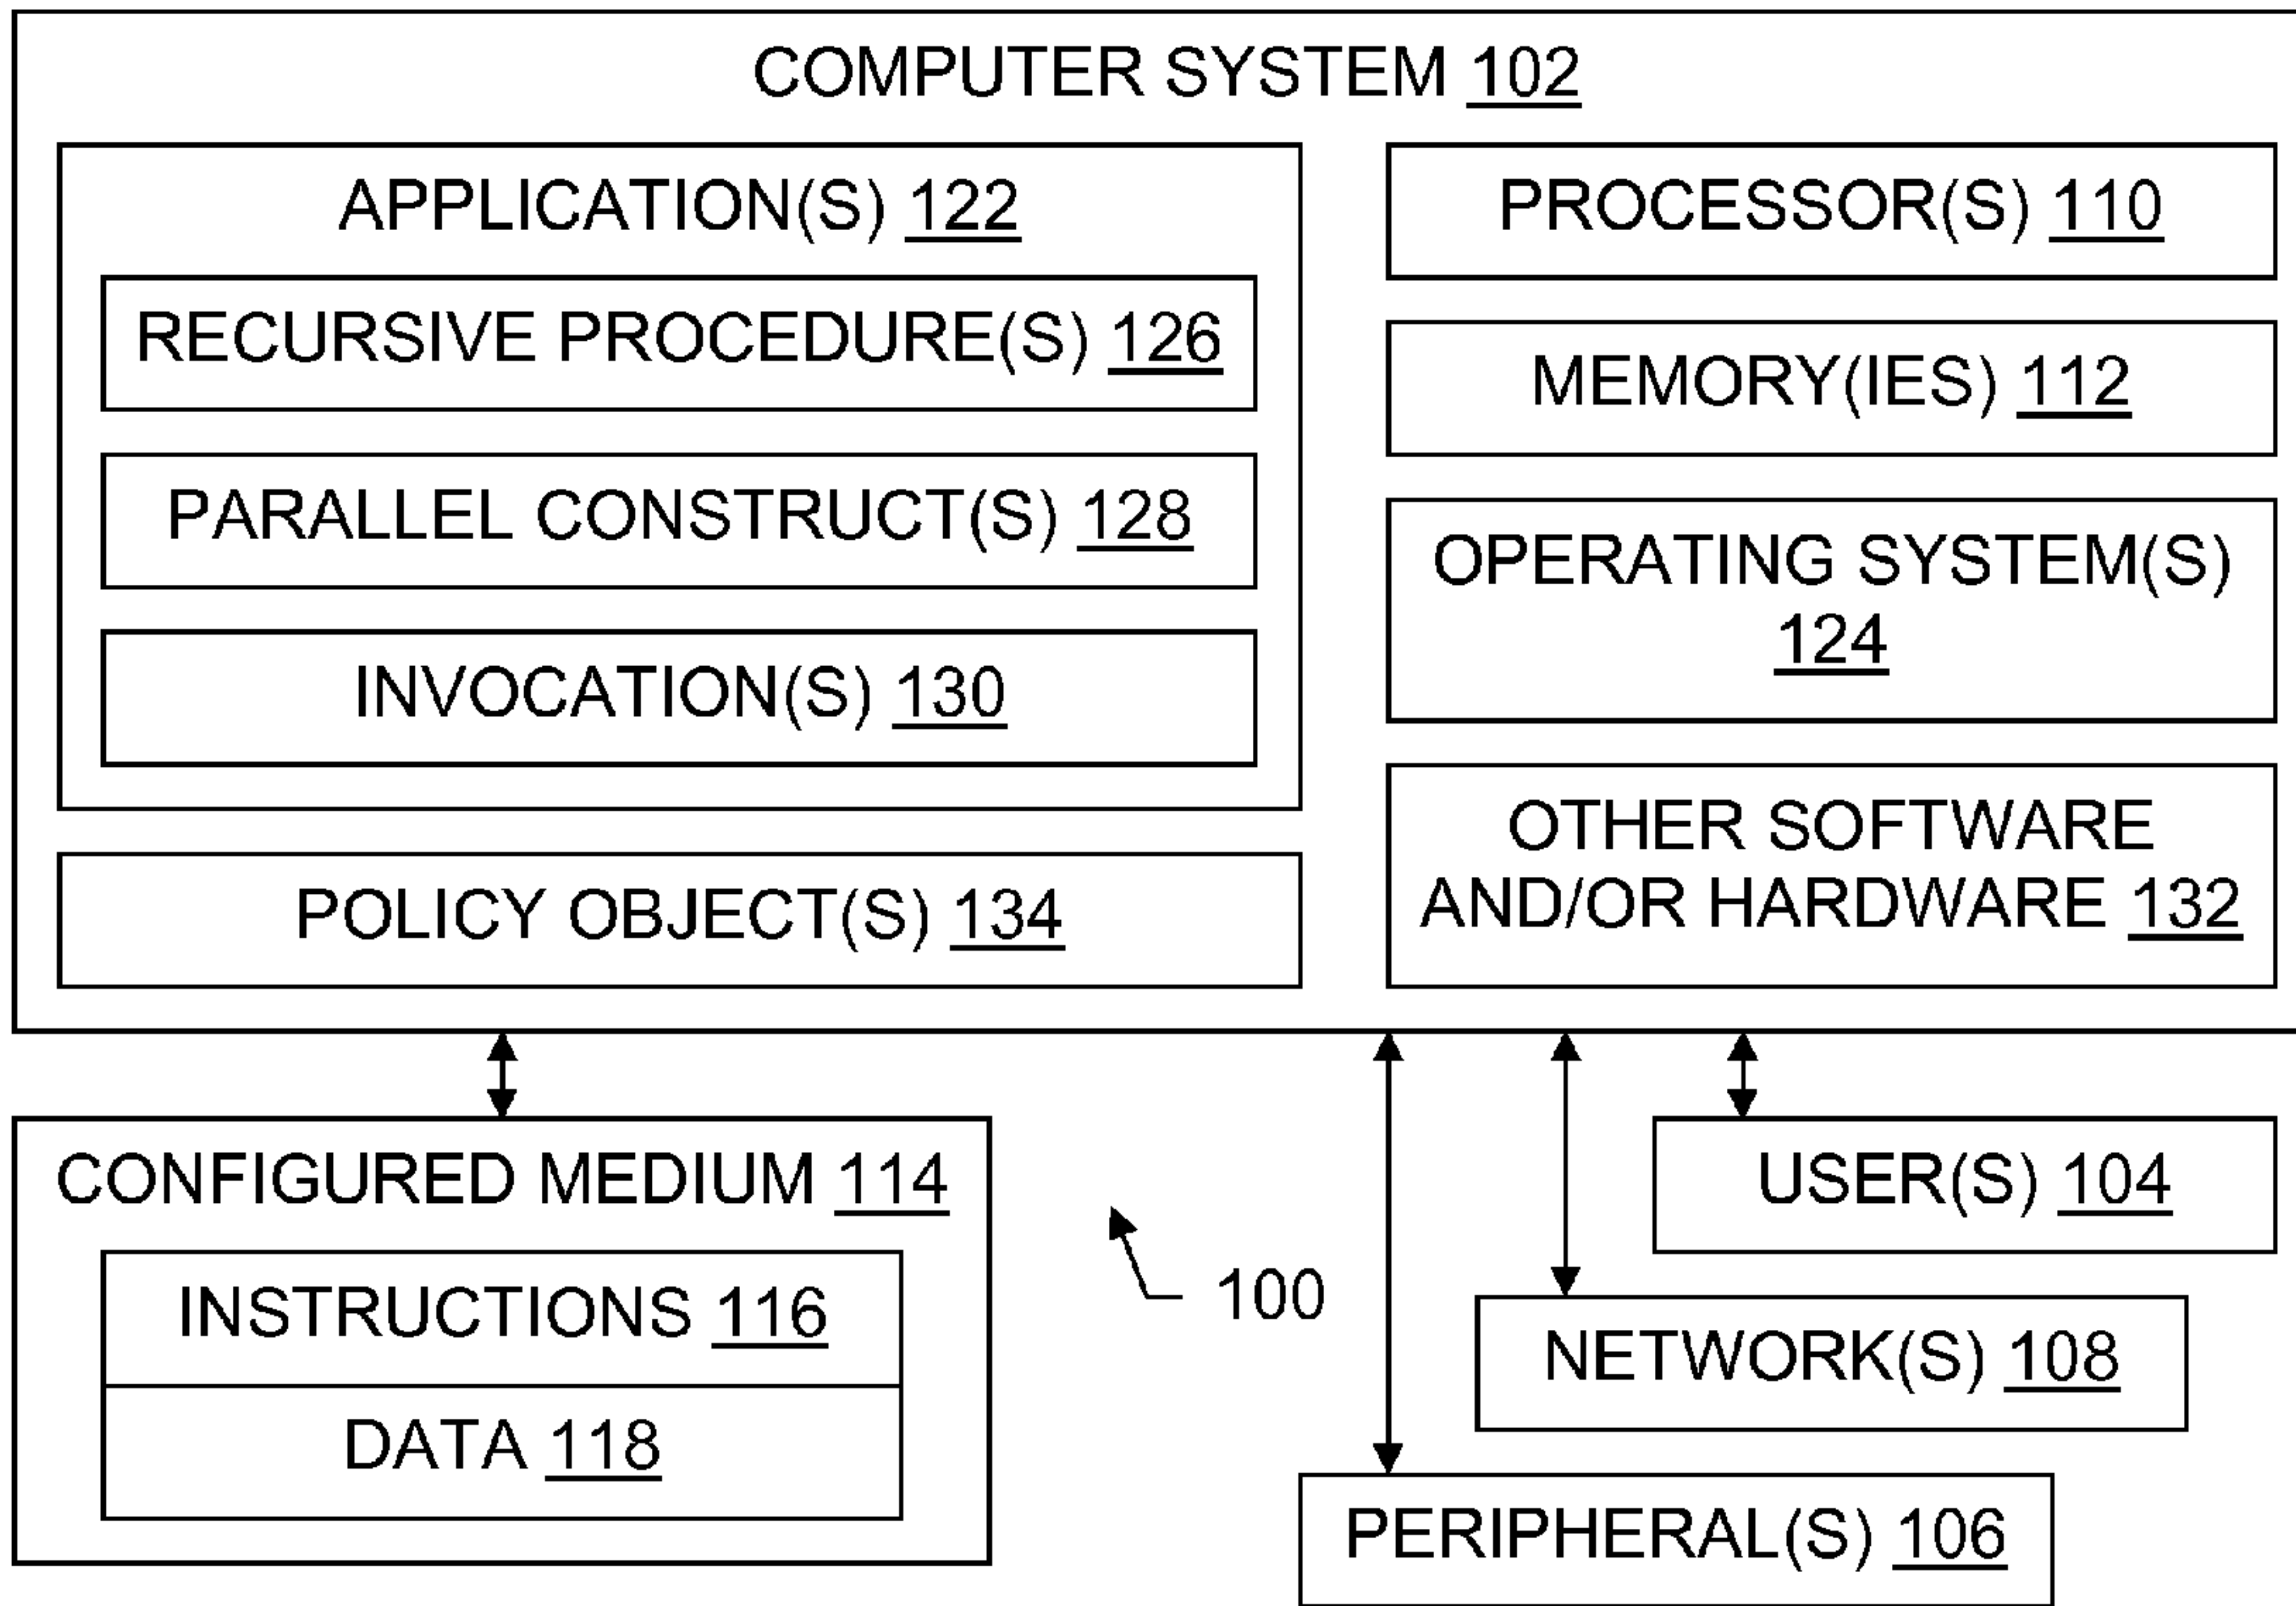 COMPUTER SYSTEM 102
APPLICATION(S) 122
RECURSIVE PROCEDURE(S) 126
PARALLEL CONSTRUCT(S) 128
INVOCATION(S) 130
POLICY OBJECT(S) 134
PROCESSOR(S) 110
MEMORY(IES) 112
OPERATING SYSTEM(S)
124
OTHER SOFTWARE
AND/OR HARDWARE 132
CONFIGURED MEDIUM 114
INSTRUCTIONS 116
DATA 118
100
USER(S) 104
NETWORK(S) 108
PERIPHERAL(S) 106